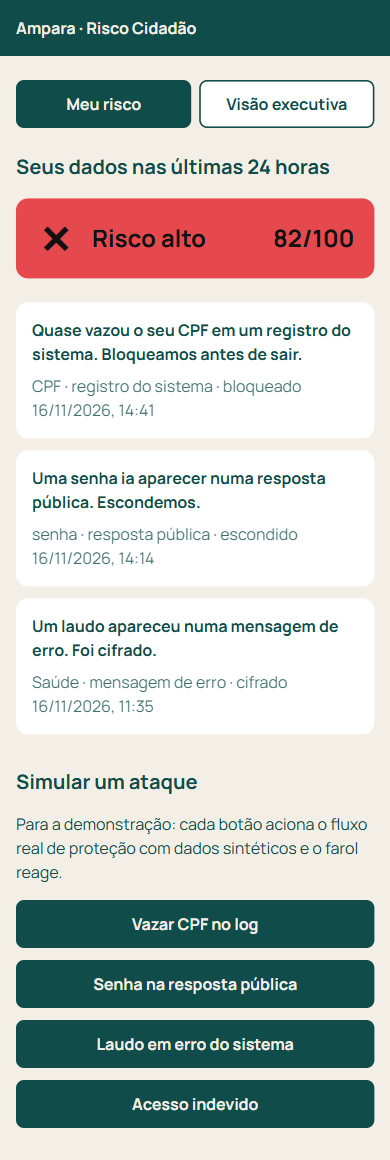 Ampara · Risco Cidadão
Meu risco
Visão executiva
Seus dados nas últimas 24 horas
Risco alto
82/100
Quase vazou o seu CPF em um registro do
sistema. Bloqueamos antes de sair.
CPF · registro do sistema · bloqueado
16/11/2026, 14:41
Uma senha ia aparecer numa resposta
pública. Escondemos.
senha · resposta pública · escondido
16/11/2026, 14:14
Um laudo apareceu numa mensagem de
erro. Foi cifrado.
Saúde · mensagem de erro · cifrado
16/11/2026, 11:35
Simular um ataque
Para a demonstração: cada botão aciona o fluxo
real de proteção com dados sintéticos e o farol
reage.
Vazar CPF no log
Senha na resposta pública
Laudo em erro do sistema
Acesso indevido